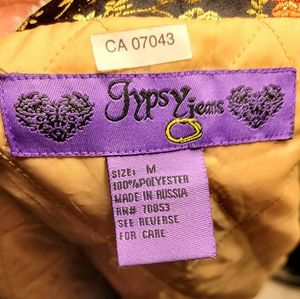 CA 07043
Gypsy jeans
SIZE: M
100%POLYESTER
MADE IN RUSSIA
RN# 70853
SEE REVERSE
FOR CARE